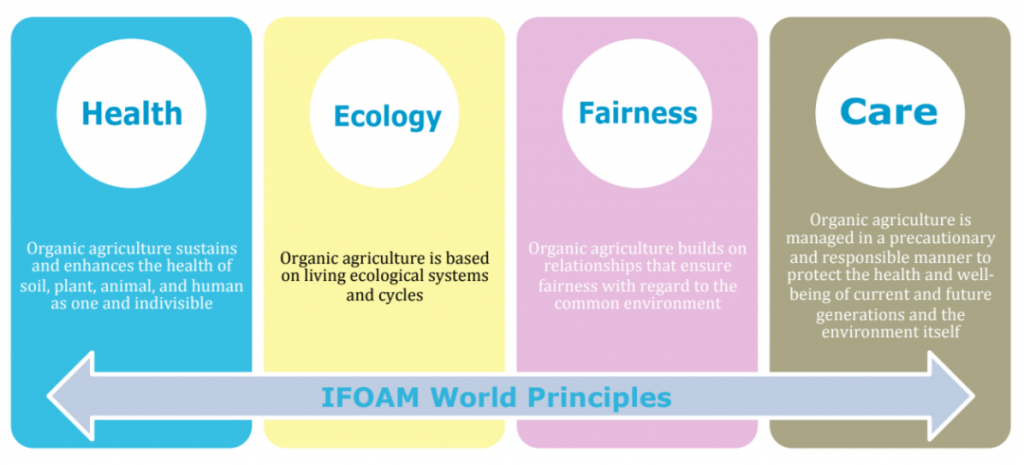 Health
Organic agriculture sustains
and enhances the health of
soil, plant, animal, and human
as one and indivisible
Ecology
Organic agriculture is based
on living ecological systems
and cycles
Fairness
Organic agriculture builds on
relationships that ensure
fairness with regard to the
common environment
Care
Organic agriculture is
managed in a precautionary
and responsible manner to
protect the health and well-
being of current and future
generations and the
environment itself
IFOAM World Principles